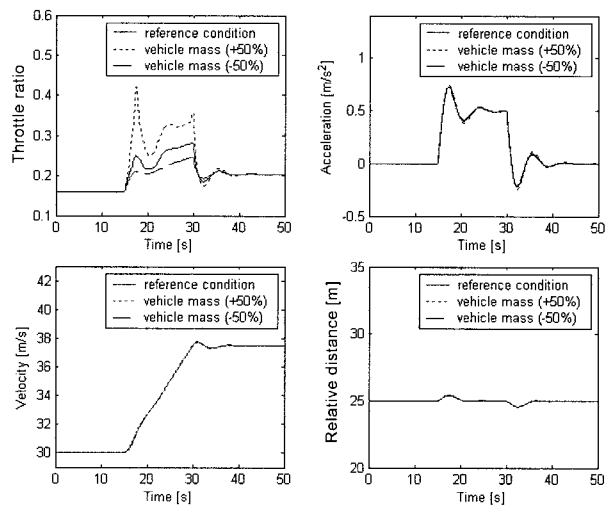 Throttle ratio
0.6
0.5
0.4
0.3
0.2
0.1
reference condition
vehicle mass (+50%)
vehicle mass (-50%)
0 10 20 30 40 50
Time [s]
Acceleration [m/s²]
1
0.5
0
-0.5
reference condition
vehicle mass (+50%)
vehicle mass (-50%)
0 10 20 30 40 50
Time [s]
Velocity [m/s]
42
40
38
36
34
32
30
reference condition
vehicle mass (+50%)
vehicle mass (-50%)
0 10 20 30 40 50
Time [s]
Relative distance [m]
35
30
25
20
reference condition
vehicle mass (+50%)
vehicle mass (-50%)
0 10 20 30 40 50
Time [s]